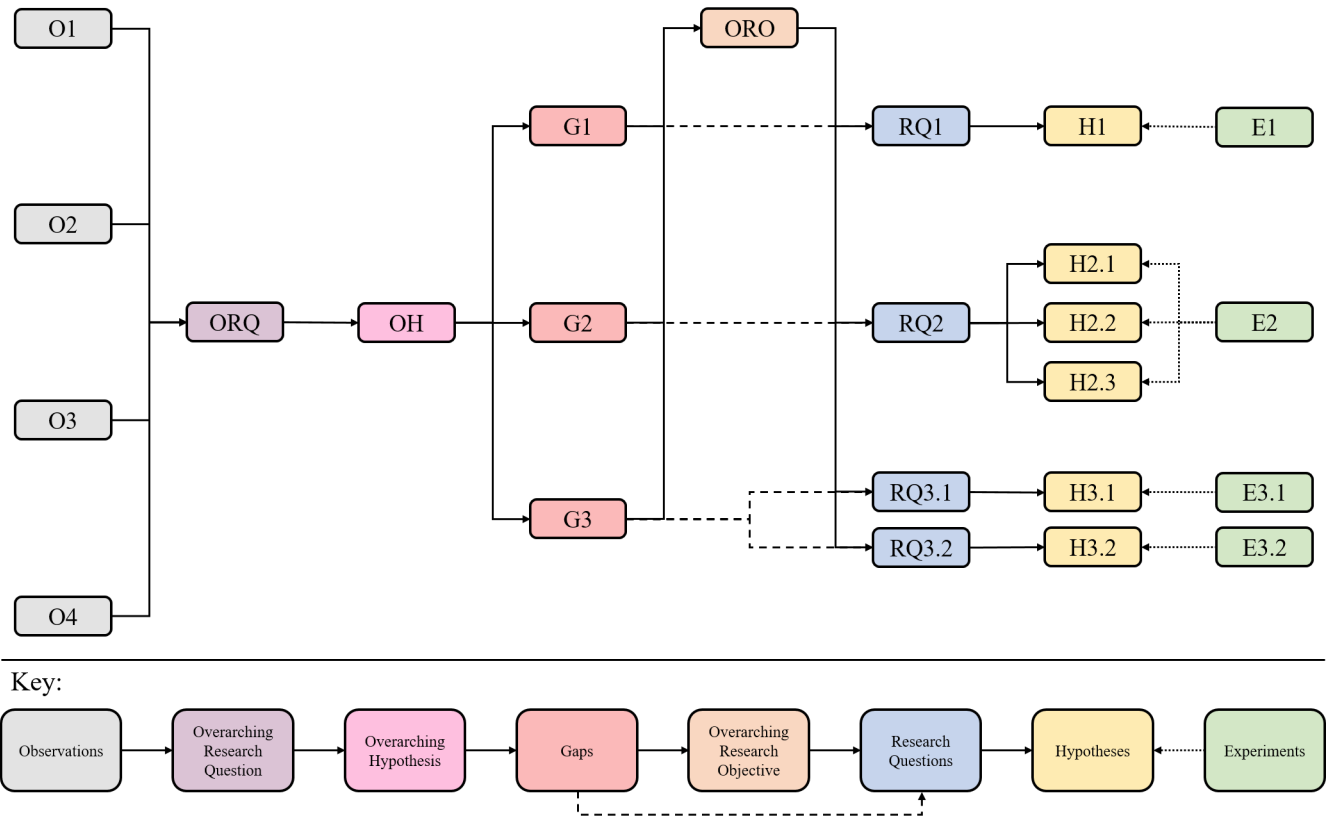 O1
ORO
G1
RQ1
H1
E1
O2
H2.1
ORQ
OH
G2
RQ2
H2.2
E2
H2.3
O3
RQ3.1
H3.1
E3.1
G3
RQ3.2
H3.2
E3.2
O4
Key:
Observations
Overarching
Research
Question
Overarching
Hypothesis
Gaps
Overarching
Research
Objective
Research
Questions
Hypotheses
Experiments